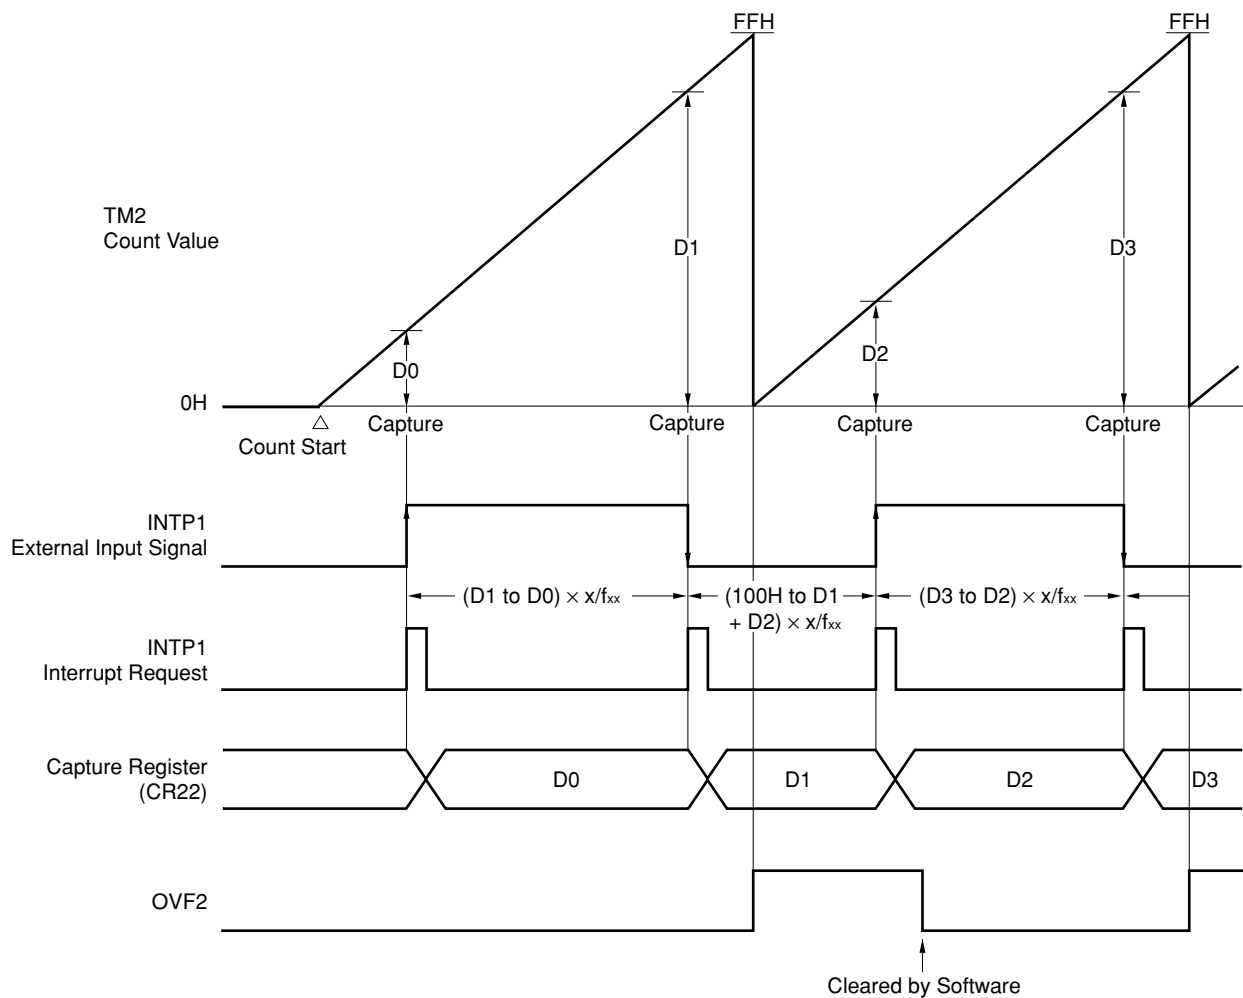 FFH
FFH
TM2
Count Value
D1
D3
D0
D2
0H
Capture
Capture
Capture
Capture
Count Start
INTP1
External Input Signal
(D1 to D0) × x/fxx
(100H to D1
+ D2) × x/fxx
(D3 to D2) × x/fxx
INTP1
Interrupt Request
Capture Register
(CR22)
D0
D1
D2
D3
OVF2
Cleared by Software